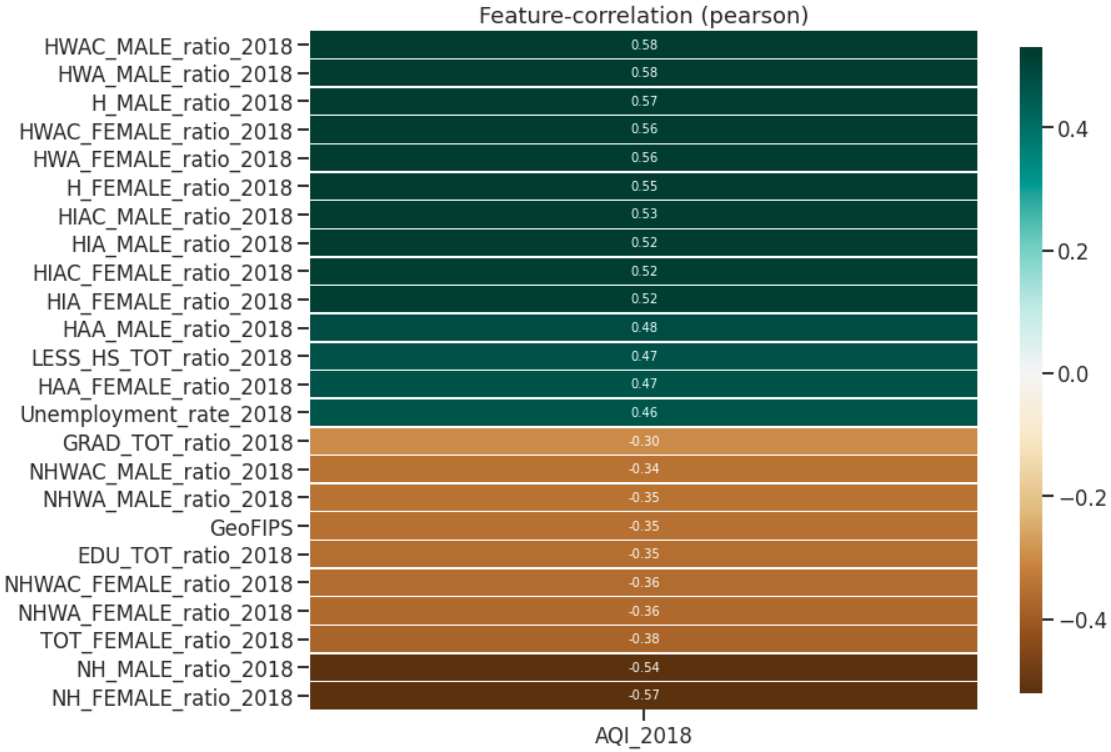 Feature-correlation (pearson)
HWAC_MALE_ratio_2018 0.58
HWA_MALE_ratio_2018 0.58
H_MALE_ratio_2018 0.57
HWAC_FEMALE_ratio_2018 0.56
HWA_FEMALE_ratio_2018 0.56
H_FEMALE_ratio_2018 0.55
HIAC_MALE_ratio_2018 0.53
HIA_MALE_ratio_2018 0.52
HIAC_FEMALE_ratio_2018 0.52
HIA_FEMALE_ratio_2018 0.52
HAA_MALE_ratio_2018 0.48
LESS_HS_TOT_ratio_2018 0.47
HAA_FEMALE_ratio_2018 0.47
Unemployment_rate_2018 0.46
GRAD_TOT_ratio_2018 -0.30
NHWAC_MALE_ratio_2018 -0.34
NHWA_MALE_ratio_2018 -0.35
GeoFIPS -0.35
EDU_TOT_ratio_2018 -0.35
NHWAC_FEMALE_ratio_2018 -0.36
NHWA_FEMALE_ratio_2018 -0.36
TOT_FEMALE_ratio_2018 -0.38
NH_MALE_ratio_2018 -0.54
NH_FEMALE_ratio_2018 -0.57
AQI_2018
0.4
0.2
0.0
−0.2
−0.4